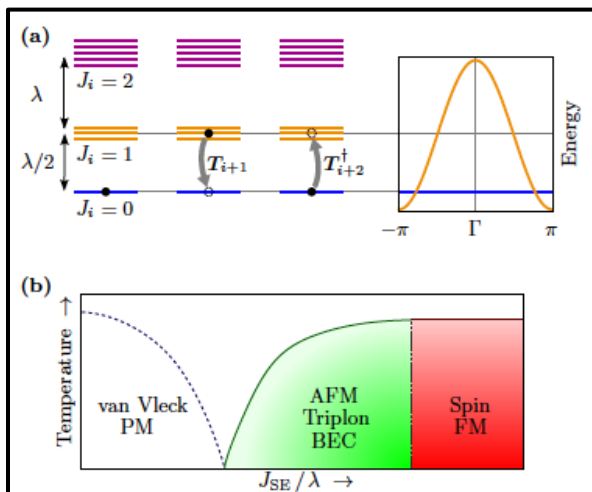 (a)
J_i = 2
λ
J_i = 1
λ/2
T_{i+1}
T†_{i+2}
J_i = 0
Energy
−π Γ π
(b)
Temperature →
van Vleck
PM
AFM
Triplon
BEC
Spin
FM
J_SE / λ →